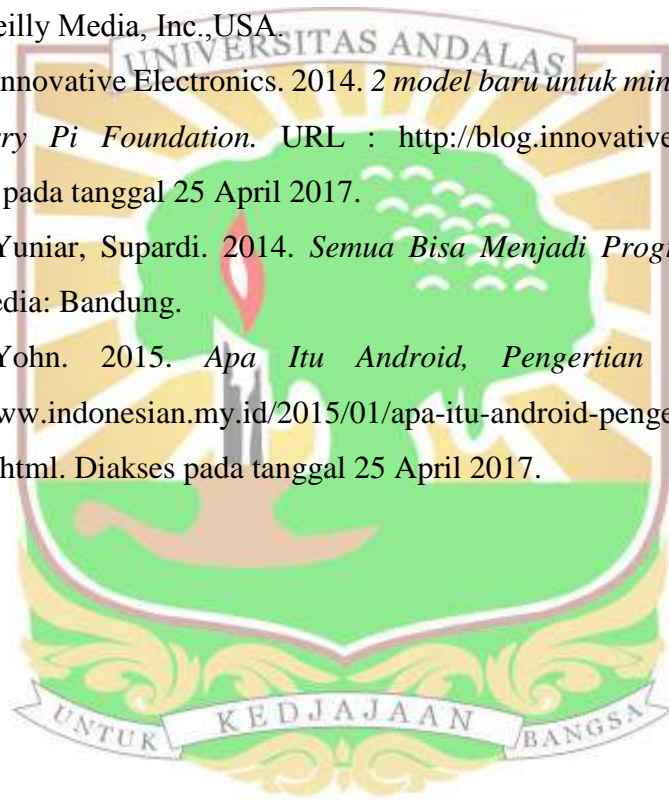 eilly Media, Inc.,USA.
UNIVERSITAS ANDALAS
nnovative Electronics. 2014. 2 model baru untuk min
ry Pi Foundation. URL : http://blog.innovative
pada tanggal 25 April 2017.
Yuniar, Supardi. 2014. Semua Bisa Menjadi Progr
edia: Bandung.
Yohn. 2015. Apa Itu Android, Pengertian
ww.indonesian.my.id/2015/01/apa-itu-android-penge
html. Diakses pada tanggal 25 April 2017.
UNTUK KEDJAJAAN BANGSA